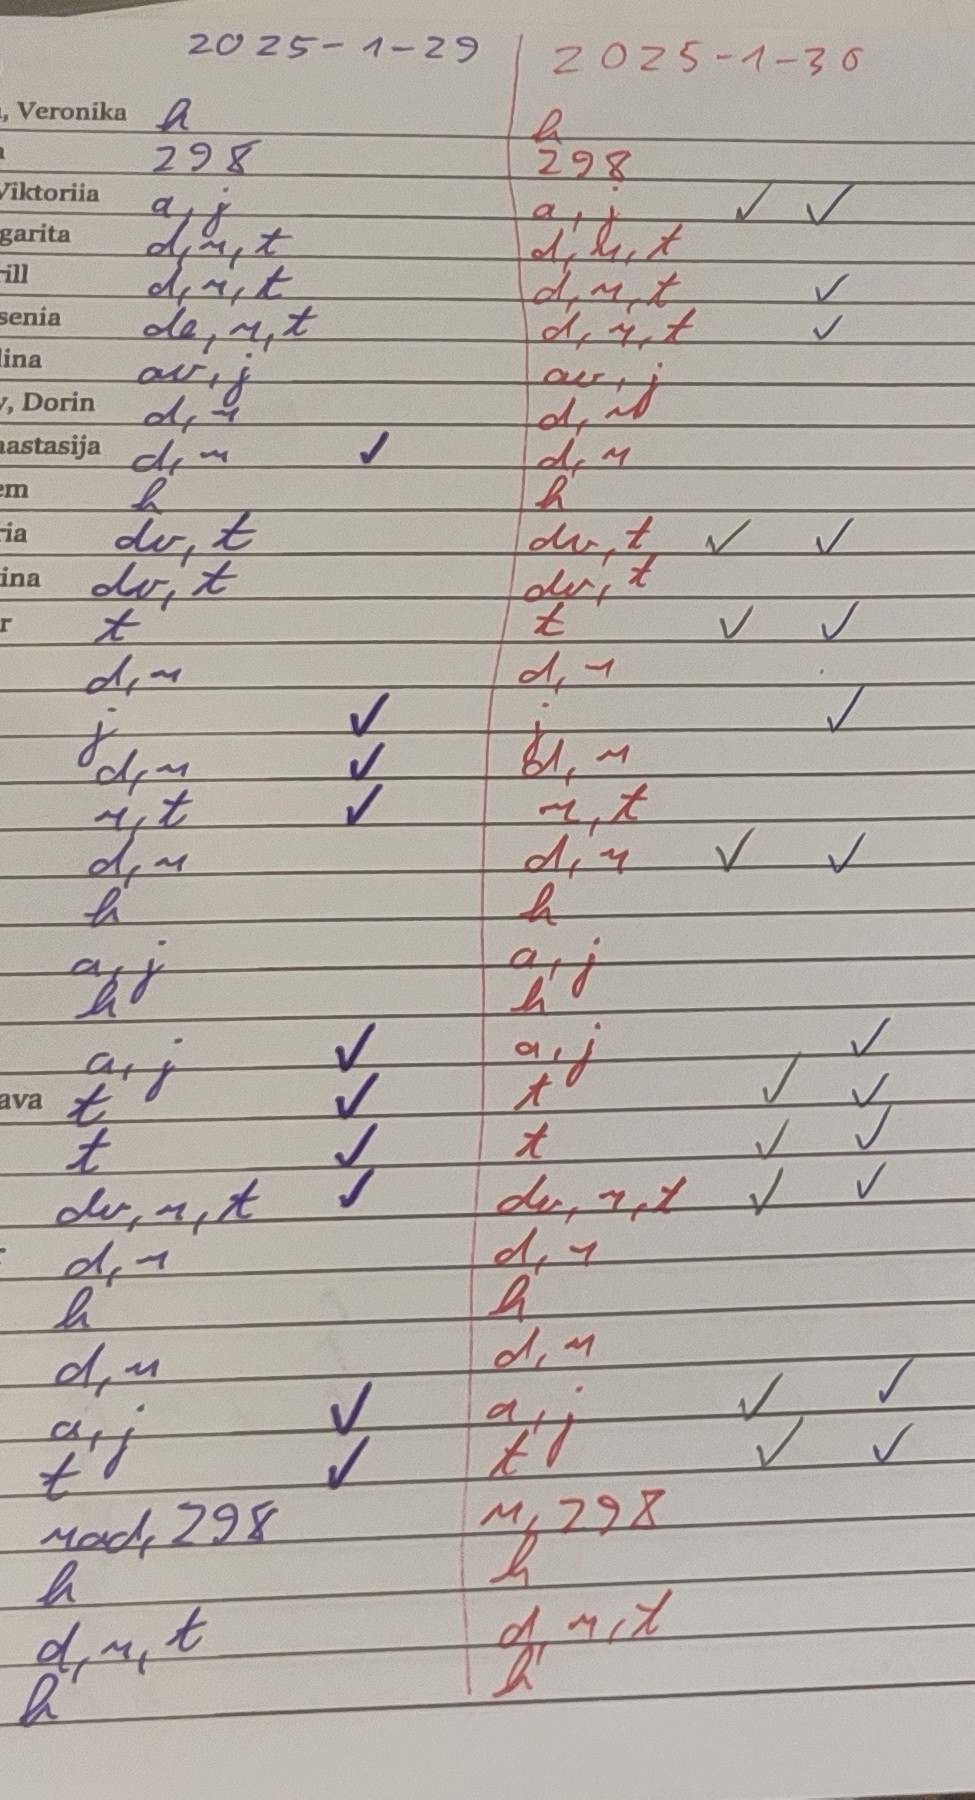 2025-1-29 2025-1-30
, Veronika h h
a 298 298
Viktoriia a, j a, j ✓ ✓
garita d, r, t d, r, t
rill d, r, t d, r, t ✓
senia de, r, t d, r, t ✓
lina av, j av, j
, Dorin d, r d, r
nastasija d, r ✓ d, r
em h h
ria dv, t dv, t ✓ ✓
ina dv, t dv, t
r t t ✓ ✓
d, r d, r
j ✓ j ✓
d, r ✓ d, r
r, t ✓ r, t
d, r d, r ✓ ✓
h h
a, j a, j
h h
a, j ✓ a, j ✓
ava t ✓ t ✓ ✓
t ✓ t ✓ ✓
dv, r, t ✓ dv, r, t ✓ ✓
d, r d, r
h h
d, r d, r
a, j ✓ a, j ✓ ✓
t ✓ t ✓ ✓
rad, 298 r, 298
h h
d, r, t d, r, t
h h